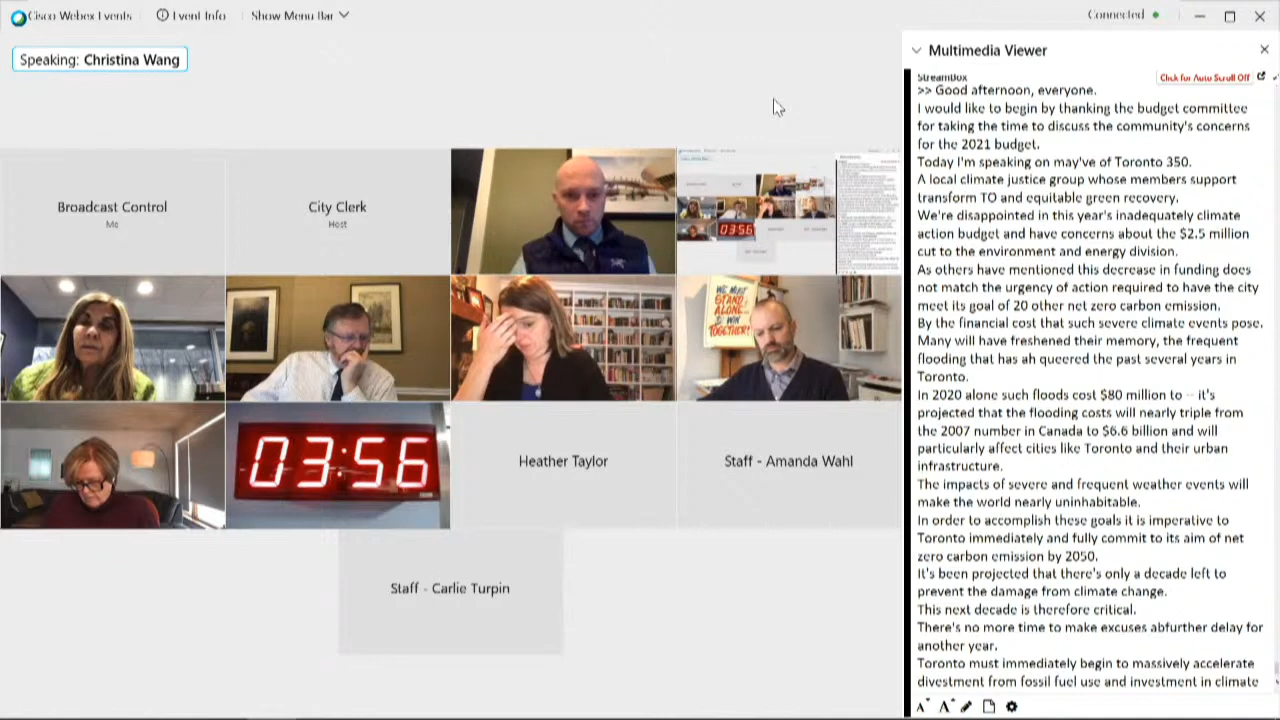 Cisco Webex Events
Event Info
Show Menu Bar
Connected
Speaking: Christina Wang
Multimedia Viewer
StreamBox
Click for Auto Scroll Off
>> Good afternoon, everyone.
I would like to begin by thanking the budget committee
for taking the time to discuss the community's concerns
for the 2021 budget.
Today I'm speaking on may've of Toronto 350.
A local climate justice group whose members support
transform TO and equitable green recovery.
We're disappointed in this year's inadequately climate
action budget and have concerns about the $2.5 million
cut to the environment and energy division.
As others have mentioned this decrease in funding does
not match the urgency of action required to have the city
meet its goal of 20 other net zero carbon emission.
By the financial cost that such severe climate events pose.
Many will have freshened their memory, the frequent
flooding that has ah queered the past several years in
Toronto.
In 2020 alone such floods cost $80 million to -- it's
projected that the flooding costs will nearly triple from
the 2007 number in Canada to $6.6 billion and will
particularly affect cities like Toronto and their urban
infrastructure.
The impacts of severe and frequent weather events will
make the world nearly uninhabitable.
In order to accomplish these goals it is imperative to
Toronto immediately and fully commit to its aim of net
zero carbon emission by 2050.
It's been projected that there's only a decade left to
prevent the damage from climate change.
This next decade is therefore critical.
There's no more time to make excuses abfurther delay for
another year.
Toronto must immediately begin to massively accelerate
divestment from fossil fuel use and investment in climate
Broadcast Com
Me
City Clerk
Host
03:56
WE MUST
STAND
ALONE...
WIN
TOGETHER!
03:56
Heather Taylor
Staff - Amanda Wahl
Staff - Carlie Turpin